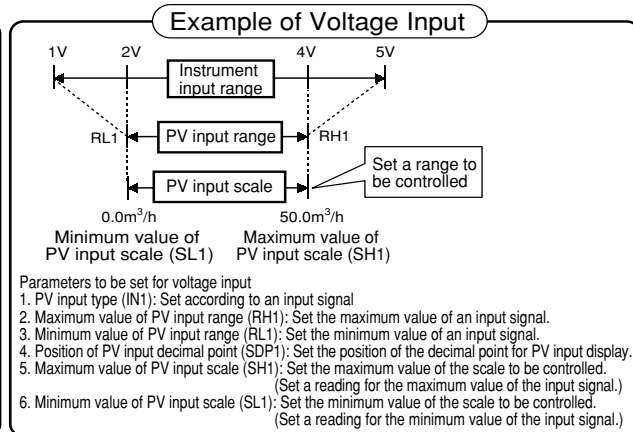 Example of Voltage Input
1V 2V 4V 5V
Instrument
input range
RL1 PV input range RH1
PV input scale
Set a range to
be controlled
0.0m³/h 50.0m³/h
Minimum value of Maximum value of
PV input scale (SL1) PV input scale (SH1)
Parameters to be set for voltage input
1. PV input type (IN1): Set according to an input signal
2. Maximum value of PV input range (RH1): Set the maximum value of an input signal.
3. Minimum value of PV input range (RL1): Set the minimum value of an input signal.
4. Position of PV input decimal point (SDP1): Set the position of the decimal point for PV input display.
5. Maximum value of PV input scale (SH1): Set the maximum value of the scale to be controlled.
(Set a reading for the maximum value of the input signal.)
6. Minimum value of PV input scale (SL1): Set the minimum value of the scale to be controlled.
(Set a reading for the minimum value of the input signal.)